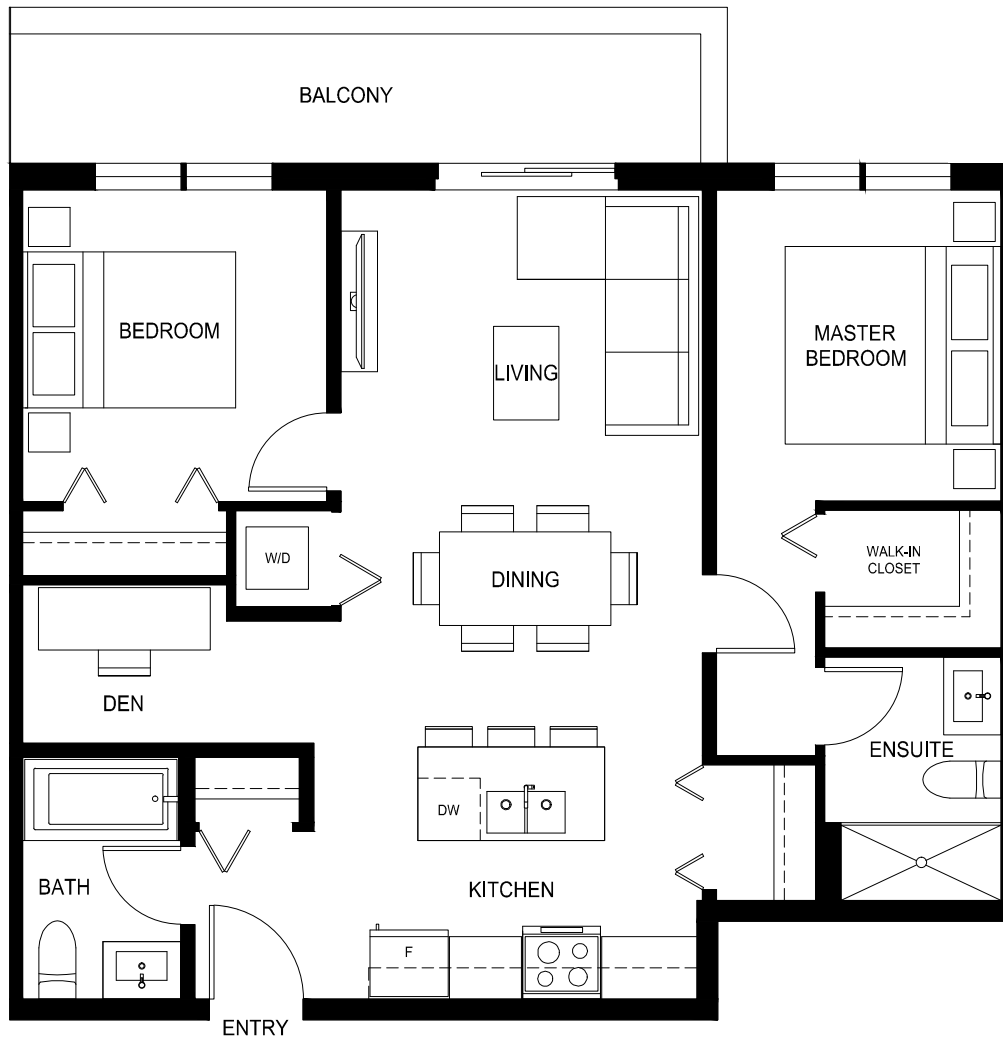 BALCONY
BEDROOM
LIVING
MASTER
BEDROOM
W/D
DINING
WALK-IN
CLOSET
DEN
ENSUITE
DW
BATH
KITCHEN
F
ENTRY